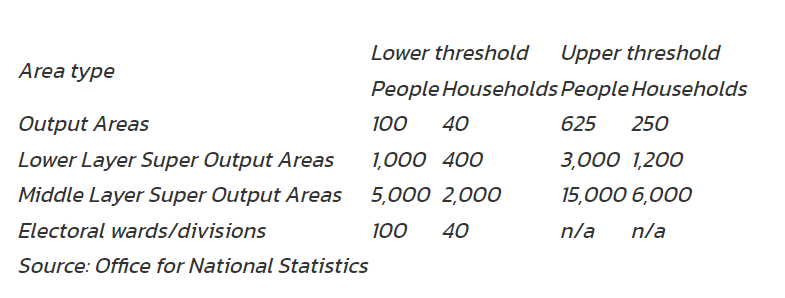 Area type
Lower threshold Upper threshold
People Households People Households
Output Areas 100 40 625 250
Lower Layer Super Output Areas 1,000 400 3,000 1,200
Middle Layer Super Output Areas 5,000 2,000 15,000 6,000
Electoral wards/divisions 100 40 n/a n/a
Source: Office for National Statistics